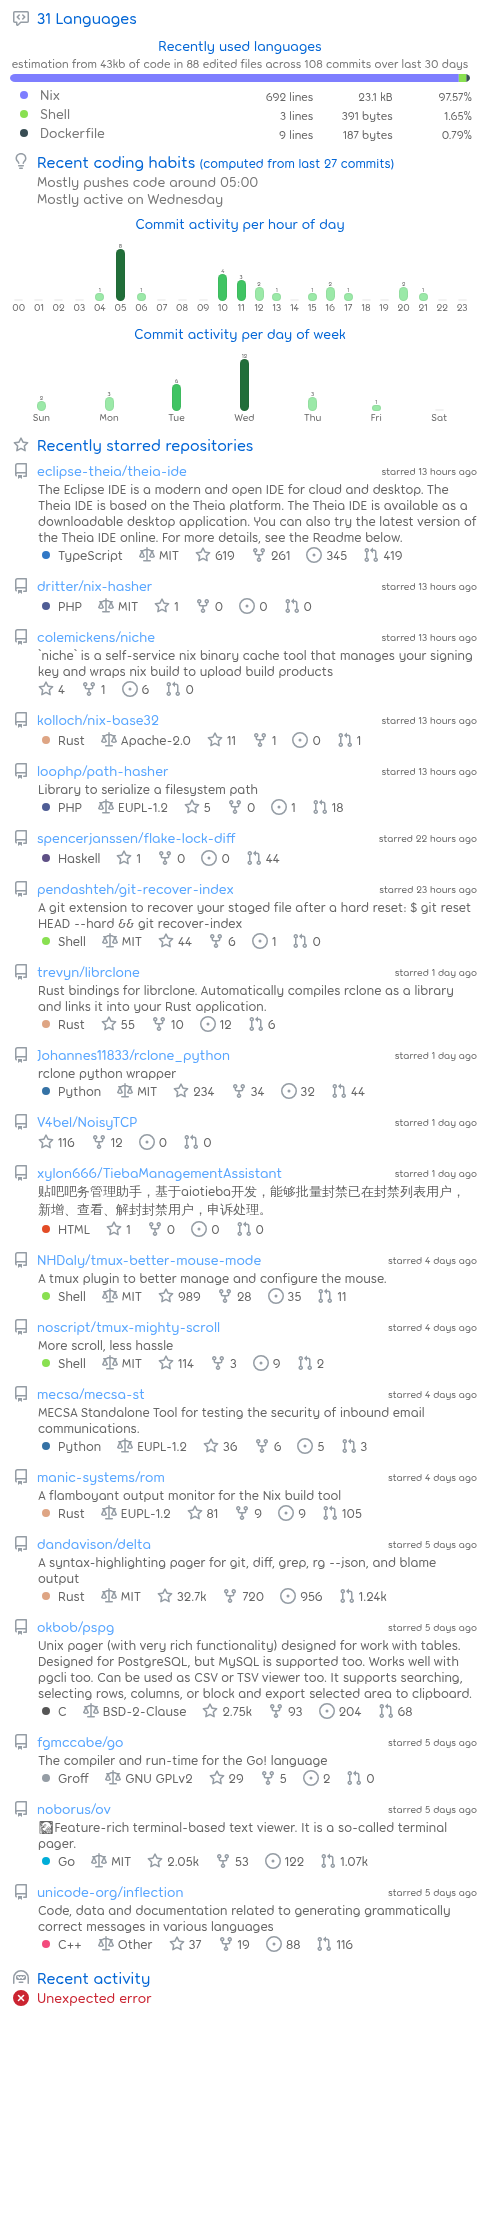 31 Languages
Recently used languages
estimation from 43kb of code in 88 edited files across 108 commits over last 30 days
Nix 692 lines 23.1 kB 97.57%
Shell 3 lines 391 bytes 1.65%
Dockerfile 9 lines 187 bytes 0.79%
Recent coding habits (computed from last 27 commits)
Mostly pushes code around 05:00
Mostly active on Wednesday
Commit activity per hour of day
1 8 1 4 3 2 1 1 2 1 2 1
00 01 02 03 04 05 06 07 08 09 10 11 12 13 14 15 16 17 18 19 20 21 22 23
Commit activity per day of week
2 3 6 12 3 1
Sun Mon Tue Wed Thu Fri Sat
Recently starred repositories
eclipse-theia/theia-ide starred 13 hours ago
The Eclipse IDE is a modern and open IDE for cloud and desktop. The
Theia IDE is based on the Theia platform. The Theia IDE is available as a
downloadable desktop application. You can also try the latest version of
the Theia IDE online. For more details, see the Readme below.
TypeScript MIT 619 261 345 419
dritter/nix-hasher starred 13 hours ago
PHP MIT 1 0 0 0
colemickens/niche starred 13 hours ago
`niche` is a self-service nix binary cache tool that manages your signing
key and wraps nix build to upload build products
4 1 6 0
kolloch/nix-base32 starred 13 hours ago
Rust Apache-2.0 11 1 0 1
loophp/path-hasher starred 13 hours ago
Library to serialize a filesystem path
PHP EUPL-1.2 5 0 1 18
spencerjanssen/flake-lock-diff starred 22 hours ago
Haskell 1 0 0 44
pendashteh/git-recover-index starred 23 hours ago
A git extension to recover your staged file after a hard reset: $ git reset
HEAD --hard && git recover-index
Shell MIT 44 6 1 0
trevyn/librclone starred 1 day ago
Rust bindings for librclone. Automatically compiles rclone as a library
and links it into your Rust application.
Rust 55 10 12 6
Johannes11833/rclone_python starred 1 day ago
rclone python wrapper
Python MIT 234 34 32 44
V4bel/NoisyTCP starred 1 day ago
116 12 0 0
xylon666/TiebaManagementAssistant starred 1 day ago
贴吧吧务管理助手，基于aiotieba开发，能够批量封禁已在封禁列表用户，
新增、查看、解封封禁用户，申诉处理。
HTML 1 0 0 0
NHDaly/tmux-better-mouse-mode starred 4 days ago
A tmux plugin to better manage and configure the mouse.
Shell MIT 989 28 35 11
noscript/tmux-mighty-scroll starred 4 days ago
More scroll, less hassle
Shell MIT 114 3 9 2
mecsa/mecsa-st starred 4 days ago
MECSA Standalone Tool for testing the security of inbound email
communications.
Python EUPL-1.2 36 6 5 3
manic-systems/rom starred 4 days ago
A flamboyant output monitor for the Nix build tool
Rust EUPL-1.2 81 9 9 105
dandavison/delta starred 5 days ago
A syntax-highlighting pager for git, diff, grep, rg --json, and blame
output
Rust MIT 32.7k 720 956 1.24k
okbob/pspg starred 5 days ago
Unix pager (with very rich functionality) designed for work with tables.
Designed for PostgreSQL, but MySQL is supported too. Works well with
pgcli too. Can be used as CSV or TSV viewer too. It supports searching,
selecting rows, columns, or block and export selected area to clipboard.
C BSD-2-Clause 2.75k 93 204 68
fgmccabe/go starred 5 days ago
The compiler and run-time for the Go! language
Groff GNU GPLv2 29 5 2 0
noborus/ov starred 5 days ago
Feature-rich terminal-based text viewer. It is a so-called terminal
pager.
Go MIT 2.05k 53 122 1.07k
unicode-org/inflection starred 5 days ago
Code, data and documentation related to generating grammatically
correct messages in various languages
C++ Other 37 19 88 116
Recent activity
Unexpected error